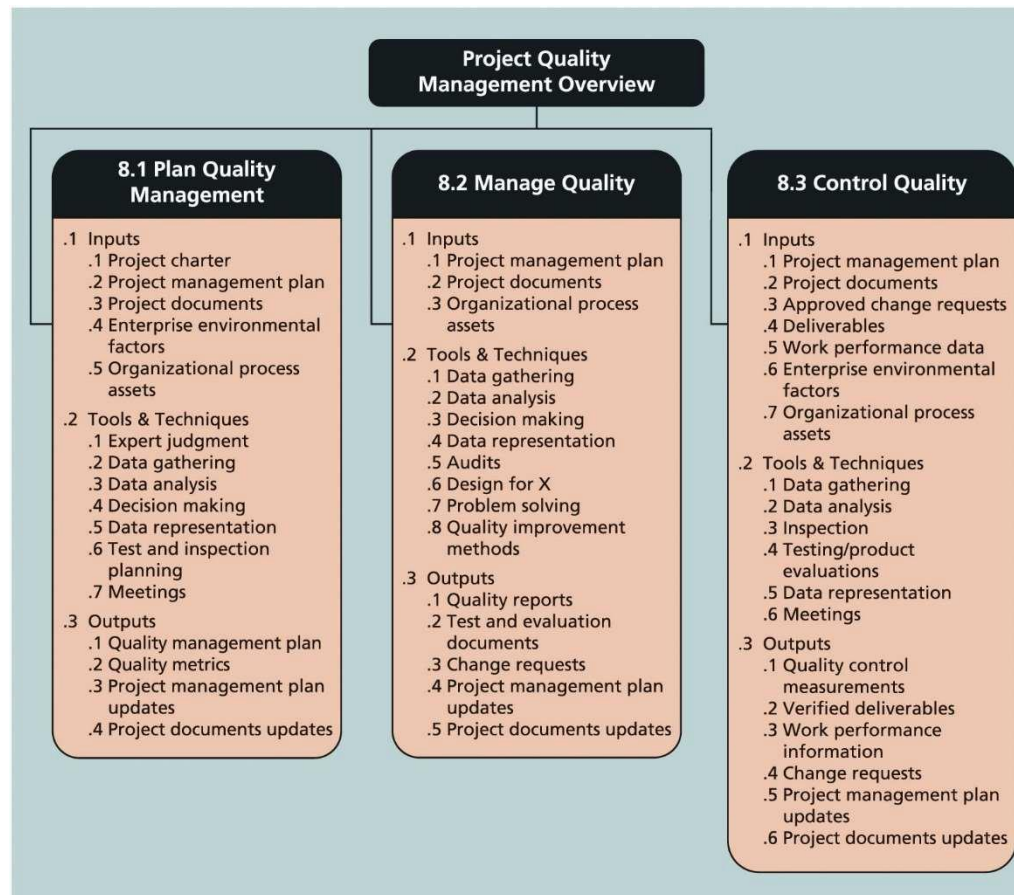 Project Quality
Management Overview
8.1 Plan Quality
Management
.1 Inputs
.1 Project charter
.2 Project management plan
.3 Project documents
.4 Enterprise environmental
factors
.5 Organizational process
assets
.2 Tools & Techniques
.1 Expert judgment
.2 Data gathering
.3 Data analysis
.4 Decision making
.5 Data representation
.6 Test and inspection
planning
.7 Meetings
.3 Outputs
.1 Quality management plan
.2 Quality metrics
.3 Project management plan
updates
.4 Project documents updates
8.2 Manage Quality
.1 Inputs
.1 Project management plan
.2 Project documents
.3 Organizational process
assets
.2 Tools & Techniques
.1 Data gathering
.2 Data analysis
.3 Decision making
.4 Data representation
.5 Audits
.6 Design for X
.7 Problem solving
.8 Quality improvement
methods
.3 Outputs
.1 Quality reports
.2 Test and evaluation
documents
.3 Change requests
.4 Project management plan
updates
.5 Project documents updates
8.3 Control Quality
.1 Inputs
.1 Project management plan
.2 Project documents
.3 Approved change requests
.4 Deliverables
.5 Work performance data
.6 Enterprise environmental
factors
.7 Organizational process
assets
.2 Tools & Techniques
.1 Data gathering
.2 Data analysis
.3 Inspection
.4 Testing/product
evaluations
.5 Data representation
.6 Meetings
.3 Outputs
.1 Quality control
measurements
.2 Verified deliverables
.3 Work performance
information
.4 Change requests
.5 Project management plan
updates
.6 Project documents updates